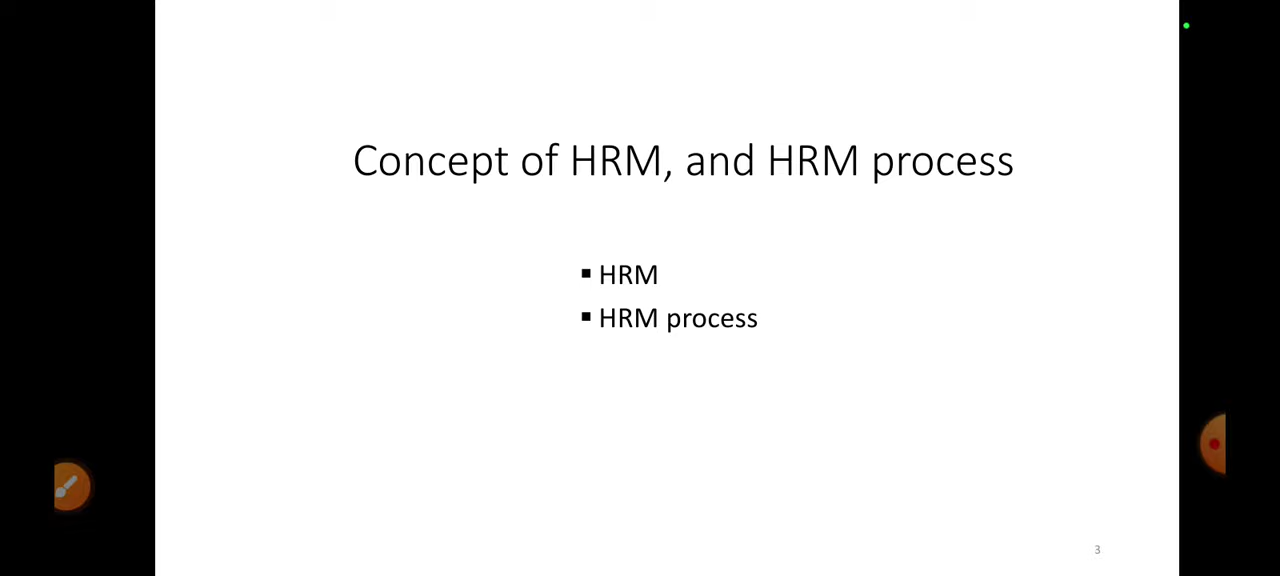 Concept of HRM, and HRM process
▪ HRM
▪ HRM process
3